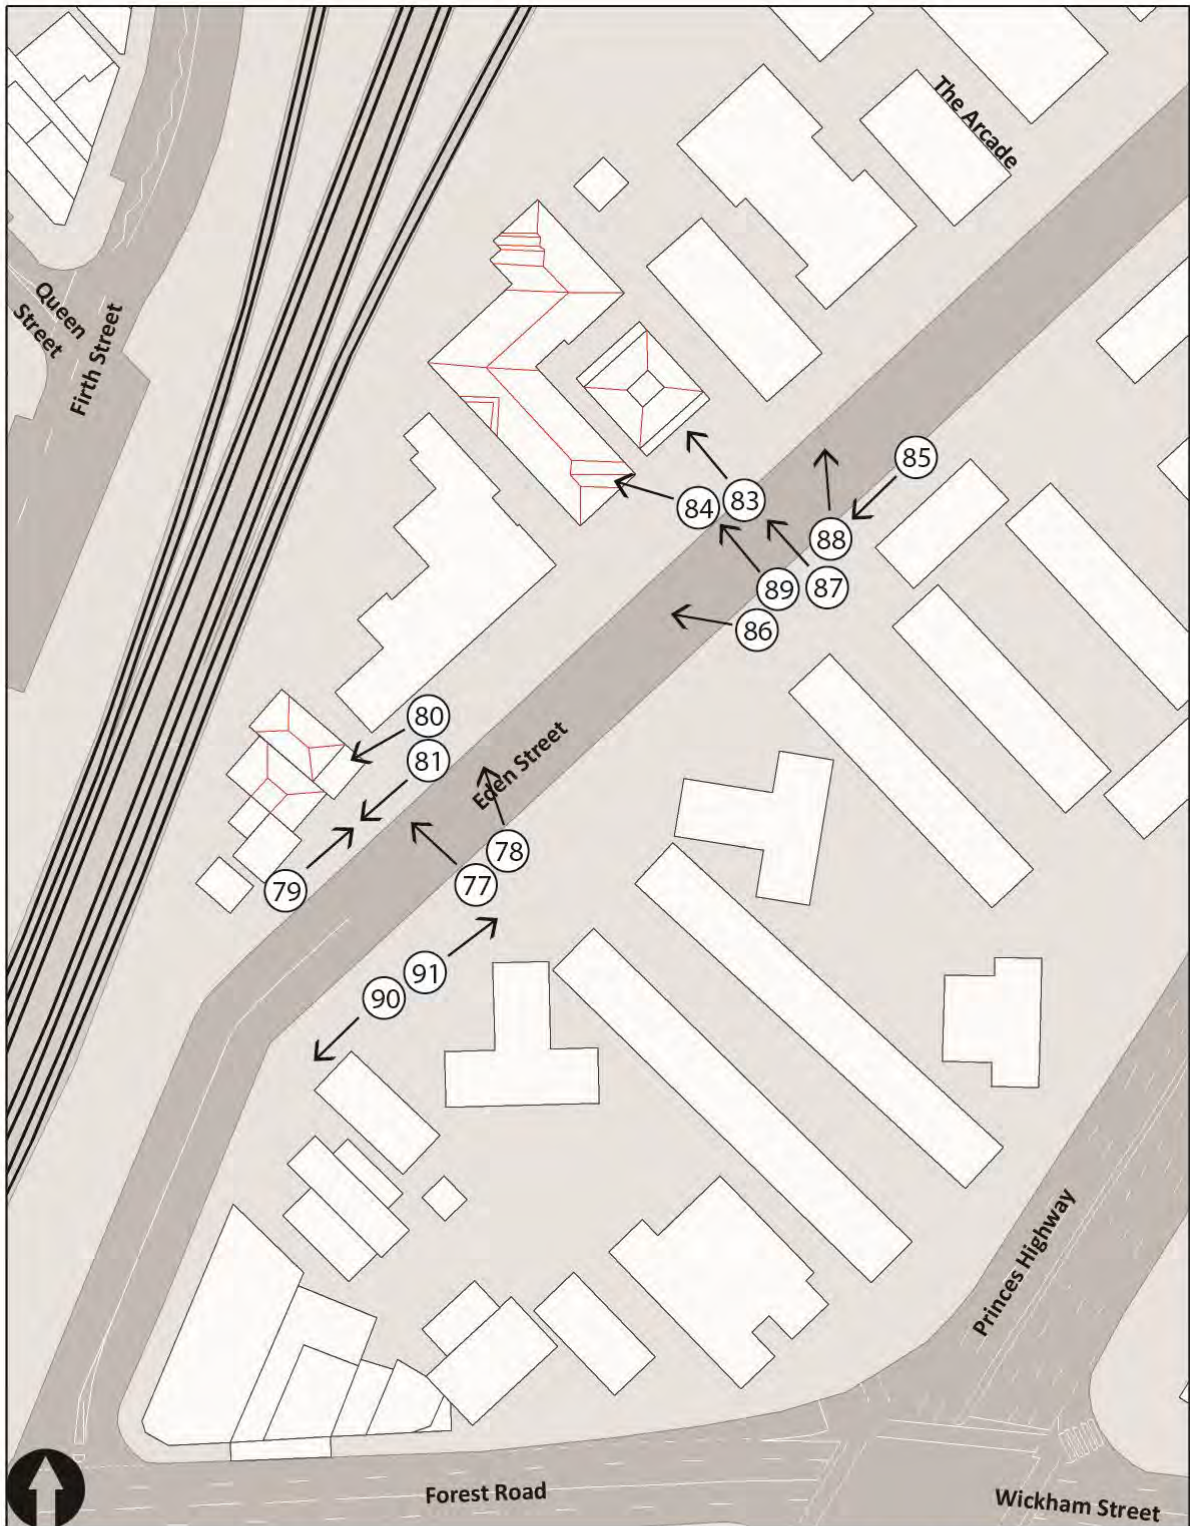 The Arcade
Queen
Street
Firth Street
85
83
84
88
89
87
86
80
Eden Street
81
78
77
79
91
90
Princes Highway
Forest Road
Wickham Street